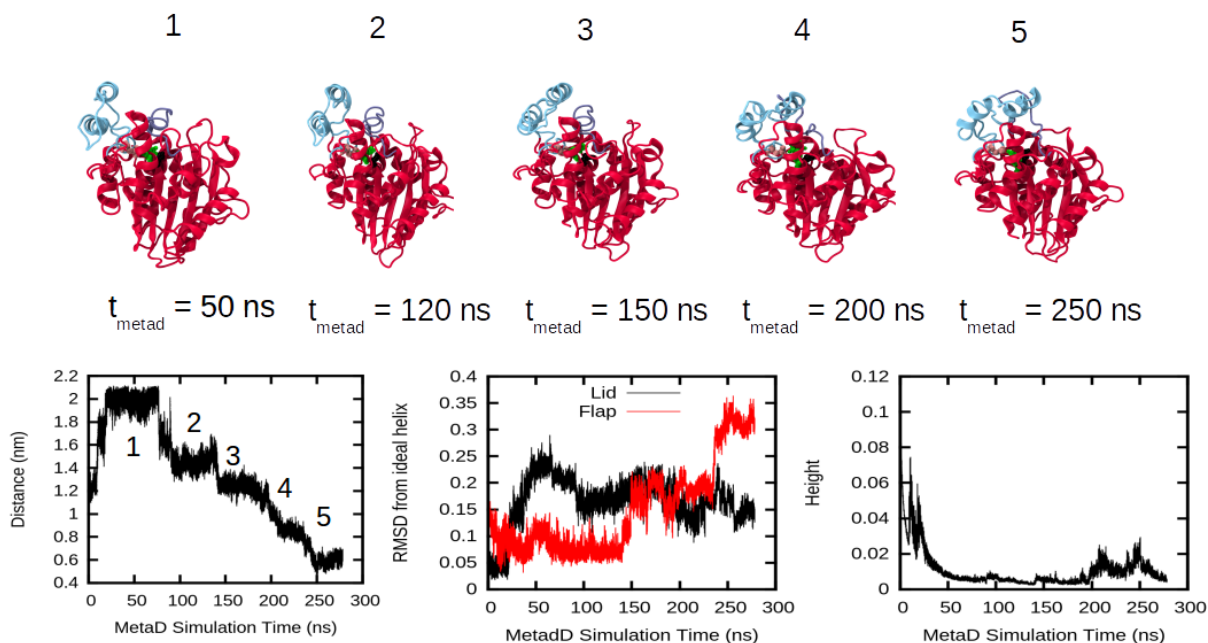 1 2 3 4 5
t_metad = 50 ns t_metad = 120 ns t_metad = 150 ns t_metad = 200 ns t_metad = 250 ns
Distance (nm)
2.2
2
1.8
1.6
1.4
1.2
1
0.8
0.6
0.4
1
2
3
4
5
0 50 100 150 200 250 300
MetaD Simulation Time (ns)
RMSD from ideal helix
0.4
0.35
0.3
0.25
0.2
0.15
0.1
0.05
0
Lid
Flap
0 50 100 150 200 250 300
MetadD Simulation Time (ns)
Height
0.12
0.1
0.08
0.06
0.04
0.02
0
0 50 100 150 200 250 300
MetaD Simulation Time (ns)